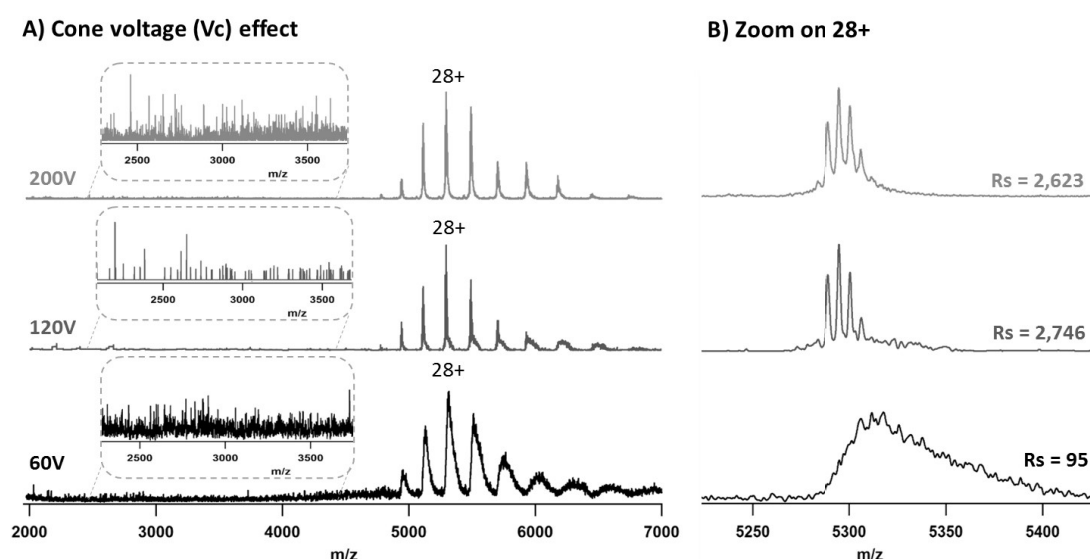 A) Cone voltage (Vc) effect
B) Zoom on 28+
28+
2500 3000 3500
m/z
200V
Rs = 2,623
28+
2500 3000 3500
m/z
120V
Rs = 2,746
28+
2500 3000 3500
m/z
60V
Rs = 95
2000 3000 4000 5000 6000 7000
m/z
5250 5300 5350 5400
m/z